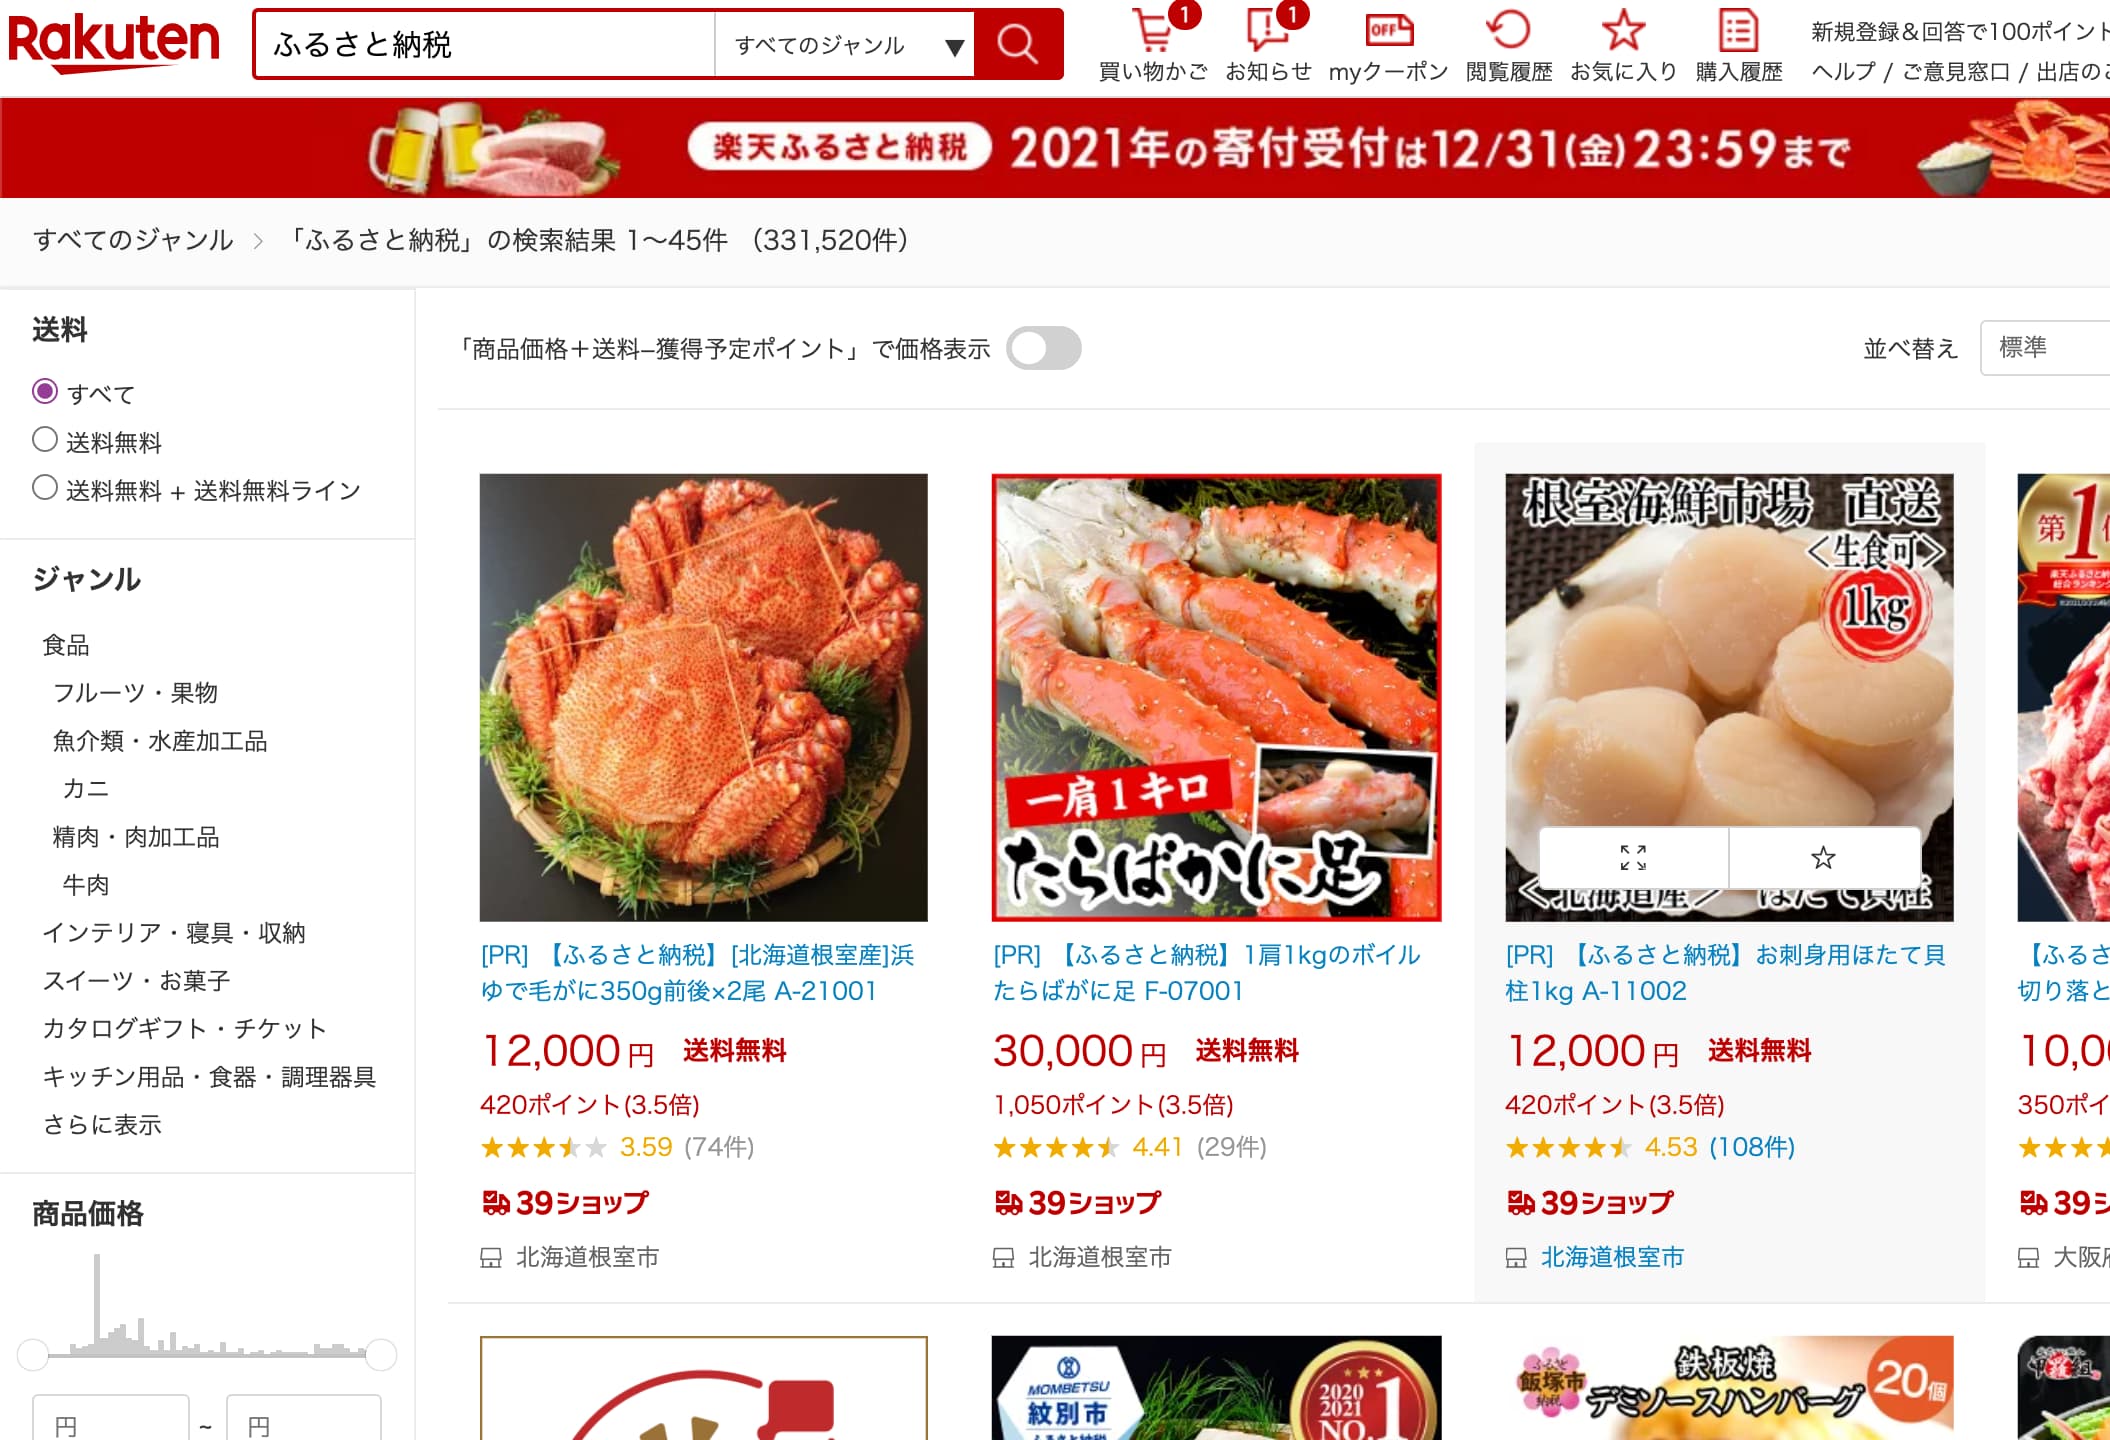 Rakuten
ふるさと納税
すべてのジャンル ▼
1
1
OFF
買い物かご お知らせ myクーポン 閲覧履歴 お気に入り 購入履歴
新規登録＆回答で100ポイント
ヘルプ / ご意見窓口 / 出店のご
楽天ふるさと納税 2021年の寄付受付は12/31(金)23:59まで
すべてのジャンル > 「ふるさと納税」の検索結果 1〜45件 （331,520件）
送料
すべて
送料無料
送料無料 + 送料無料ライン
ジャンル
食品
フルーツ・果物
魚介類・水産加工品
カニ
精肉・肉加工品
牛肉
インテリア・寝具・収納
スイーツ・お菓子
カタログギフト・チケット
キッチン用品・食器・調理器具
さらに表示
商品価格
円 ~ 円
「商品価格＋送料–獲得予定ポイント」で価格表示
並べ替え 標準
[PR] 【ふるさと納税】[北海道根室産]浜
ゆで毛がに350g前後×2尾 A-21001
12,000円 送料無料
420ポイント(3.5倍)
3.59 (74件)
39ショップ
北海道根室市
一肩1キロ
たらばかに足
[PR] 【ふるさと納税】1肩1kgのボイル
たらばがに足 F-07001
30,000円 送料無料
1,050ポイント(3.5倍)
4.41 (29件)
39ショップ
北海道根室市
根室海鮮市場 直送
<生食可>
1kg
<北海道産> ほたて貝柱
[PR] 【ふるさと納税】お刺身用ほたて貝
柱1kg A-11002
12,000円 送料無料
420ポイント(3.5倍)
4.53 (108件)
39ショップ
北海道根室市
第1
【ふるさ
切り落と
10,0
350ポイ
39シ
大阪府
MOMBETSU
紋別市
ふるさと納税
2020
2021
NO.1
ふるさと
飯塚市
納税
鉄板焼
デミソースハンバーグ
20個
甲羅組